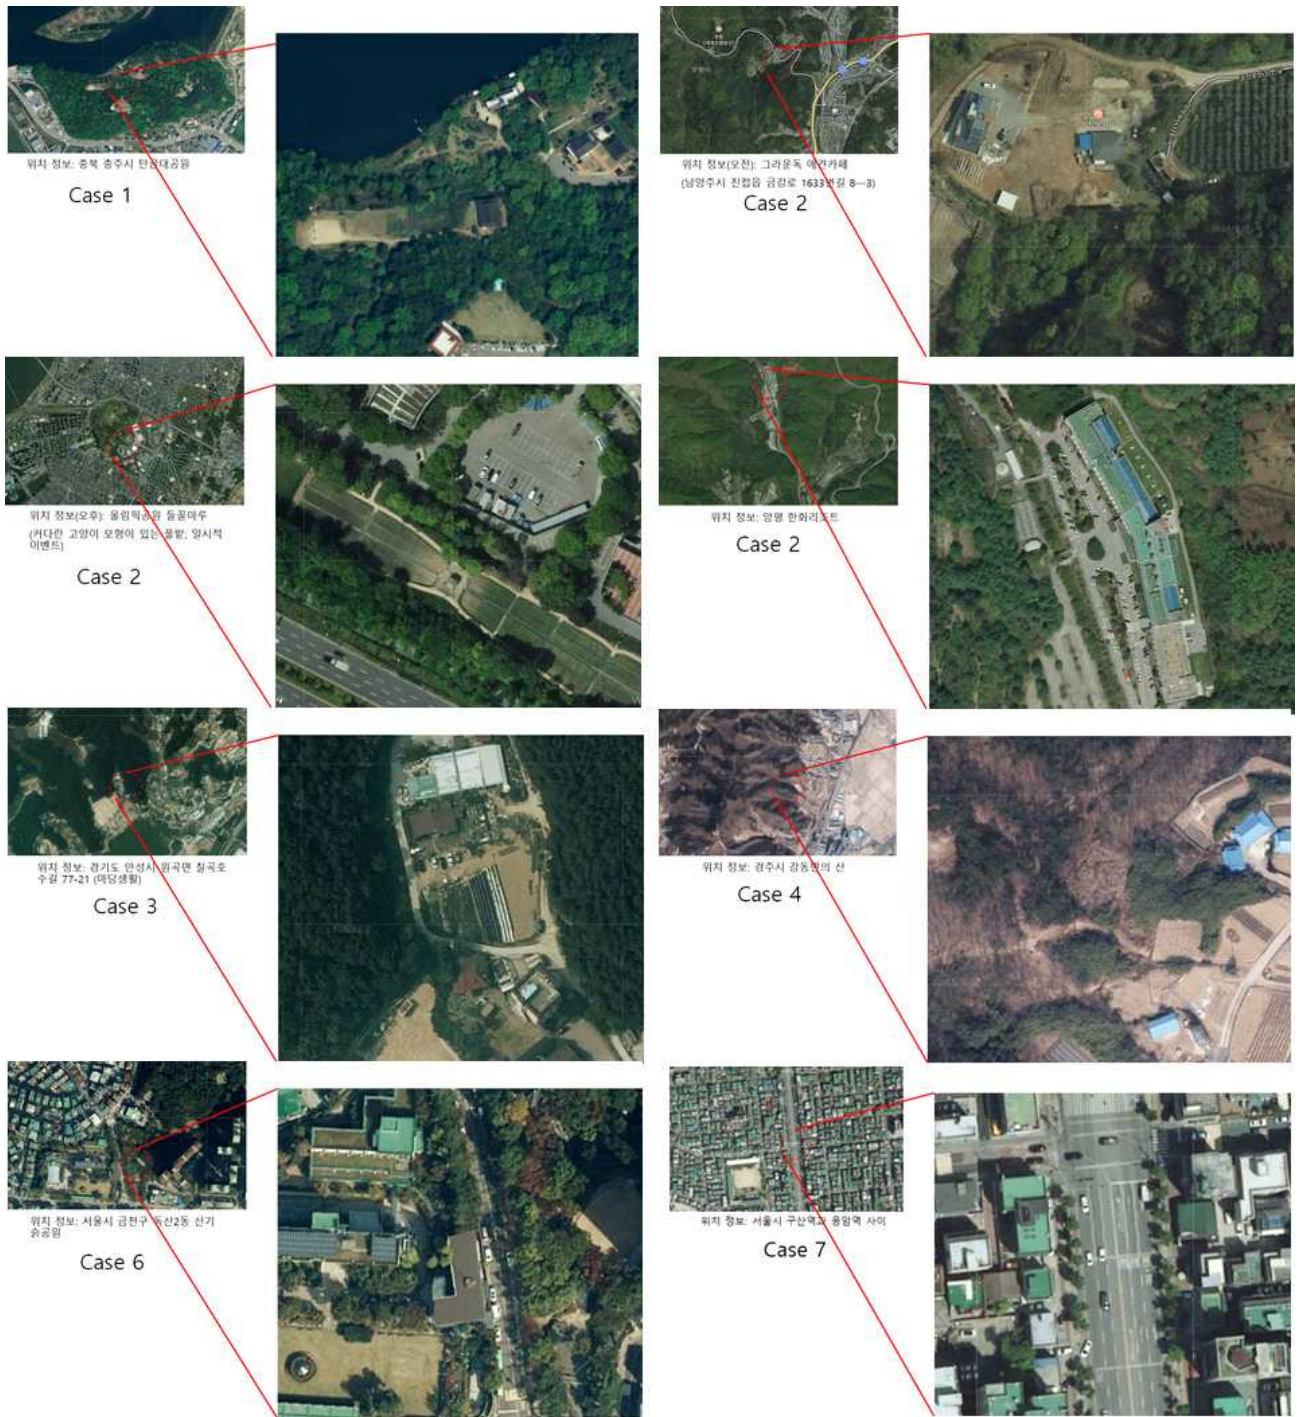 위치 정보: 충북 충주시 탄금대공원
Case 1
위치 정보(오전): 그라운독 애견카페
(남양주시 진접읍 금강로 1633번길 8-3)
Case 2
위치 정보(오후): 올림픽공원 들꽃마루
(커다란 고양이 모형이 있는 풀밭, 일시적
이벤트)
Case 2
위치 정보: 양평 한화리조트
Case 2
위치 정보: 경기도 안성시 원곡면 칠곡호
수길 77-21 (마당생활)
Case 3
위치 정보: 경주시 강동면의 산
Case 4
위치 정보: 서울시 금천구 독산2동 산기
슭공원
Case 6
위치 정보: 서울시 구산역과 응암역 사이
Case 7